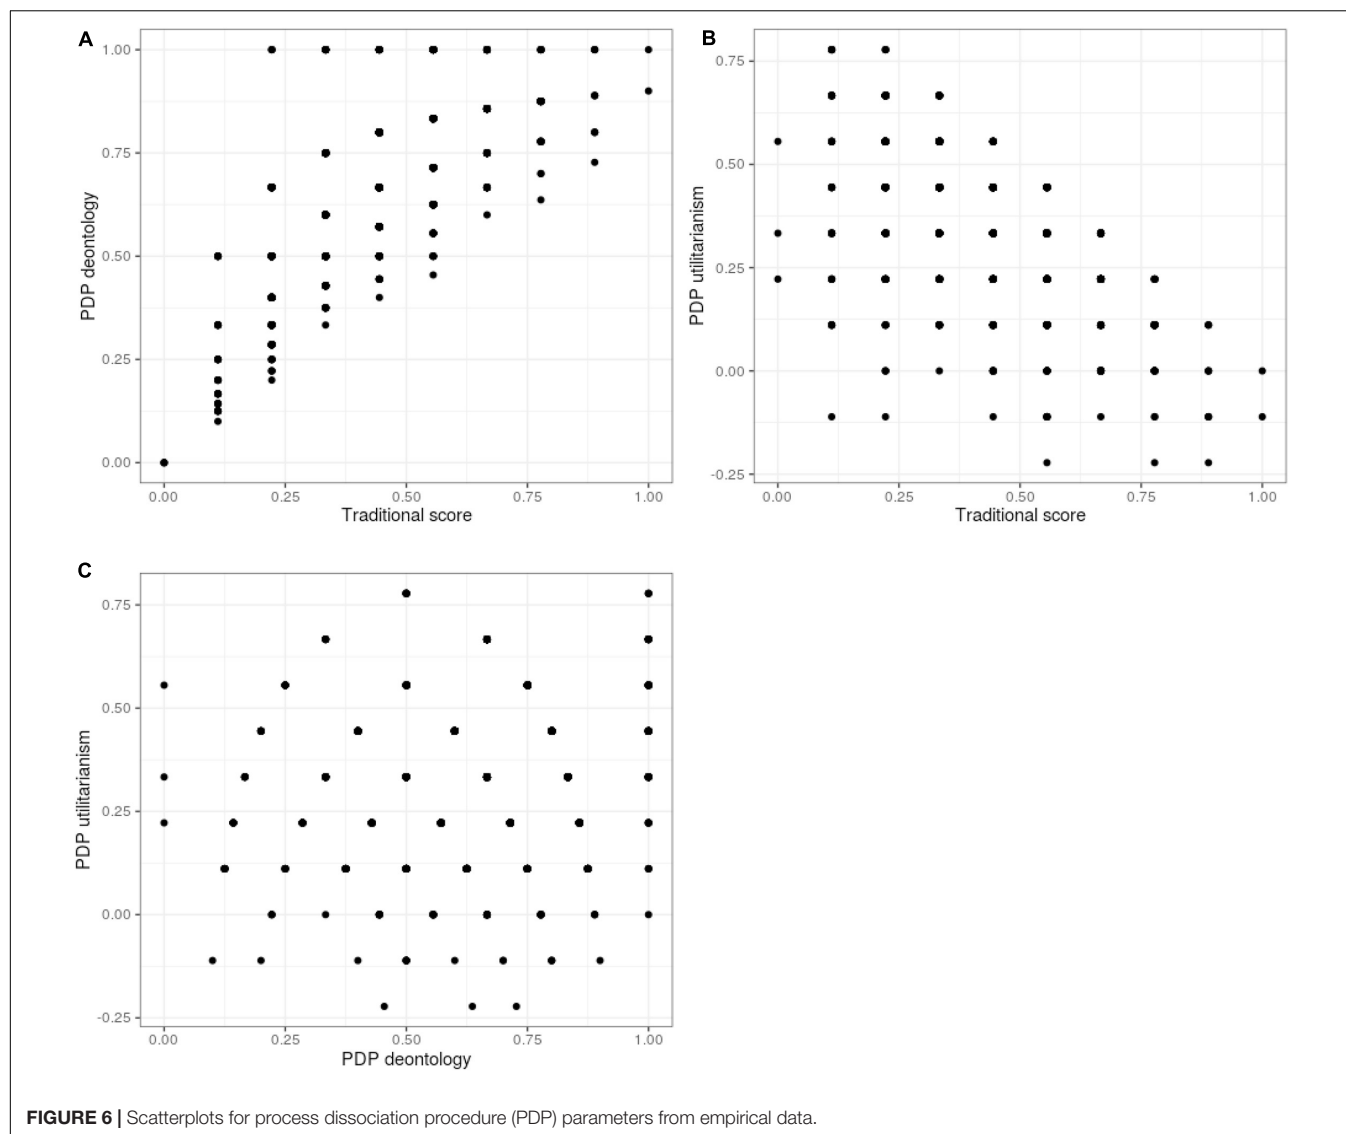 A
1.00
0.75
0.50
0.25
0.00
PDP deontology
0.00 0.25 0.50 0.75 1.00
Traditional score
B
0.75
0.50
0.25
0.00
-0.25
PDP utilitarianism
0.00 0.25 0.50 0.75 1.00
Traditional score
C
0.75
0.50
0.25
0.00
-0.25
PDP utilitarianism
0.00 0.25 0.50 0.75 1.00
PDP deontology
FIGURE 6 | Scatterplots for process dissociation procedure (PDP) parameters from empirical data.